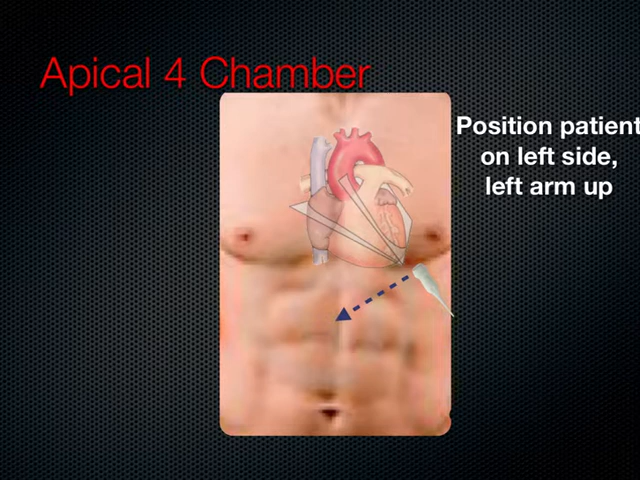 Apical 4 Chamber
Position patient
on left side,
left arm up